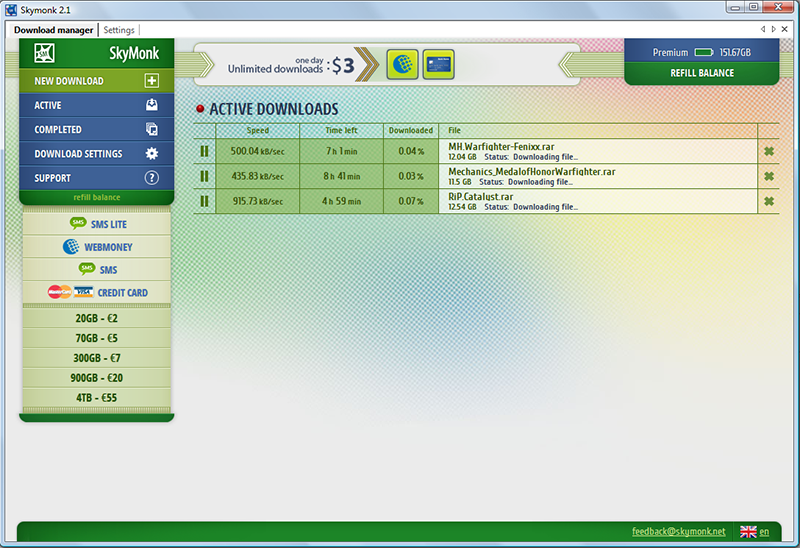 Skymonk 2.1
Download manager
Settings
SkyMonk
NEW DOWNLOAD
ACTIVE
COMPLETED
DOWNLOAD SETTINGS
SUPPORT
?
refill balance
SMS
SMS LITE
WEBMONEY
SMS
SMS
MasterCard
VISA
CREDIT CARD
20GB - €2
70GB - €5
300GB - €7
900GB - €20
4TB - €55
one day
Unlimited downloads · $3
Premium 151.67GB
REFILL BALANCE
ACTIVE DOWNLOADS
Speed Time left Downloaded File
500.04 kB/sec 7 h 1 min 0.04 % MH.Warfighter-Fenixx.rar
12.04 GB Status: Downloading file...
435.83 kB/sec 8 h 41 min 0.03 % Mechanics_MedalofHonorWarfighter.rar
11.5 GB Status: Downloading file...
915.73 kB/sec 4 h 59 min 0.07 % RiP.Catalust.rar
12.54 GB Status: Downloading file...
feedback@skymonk.net
en